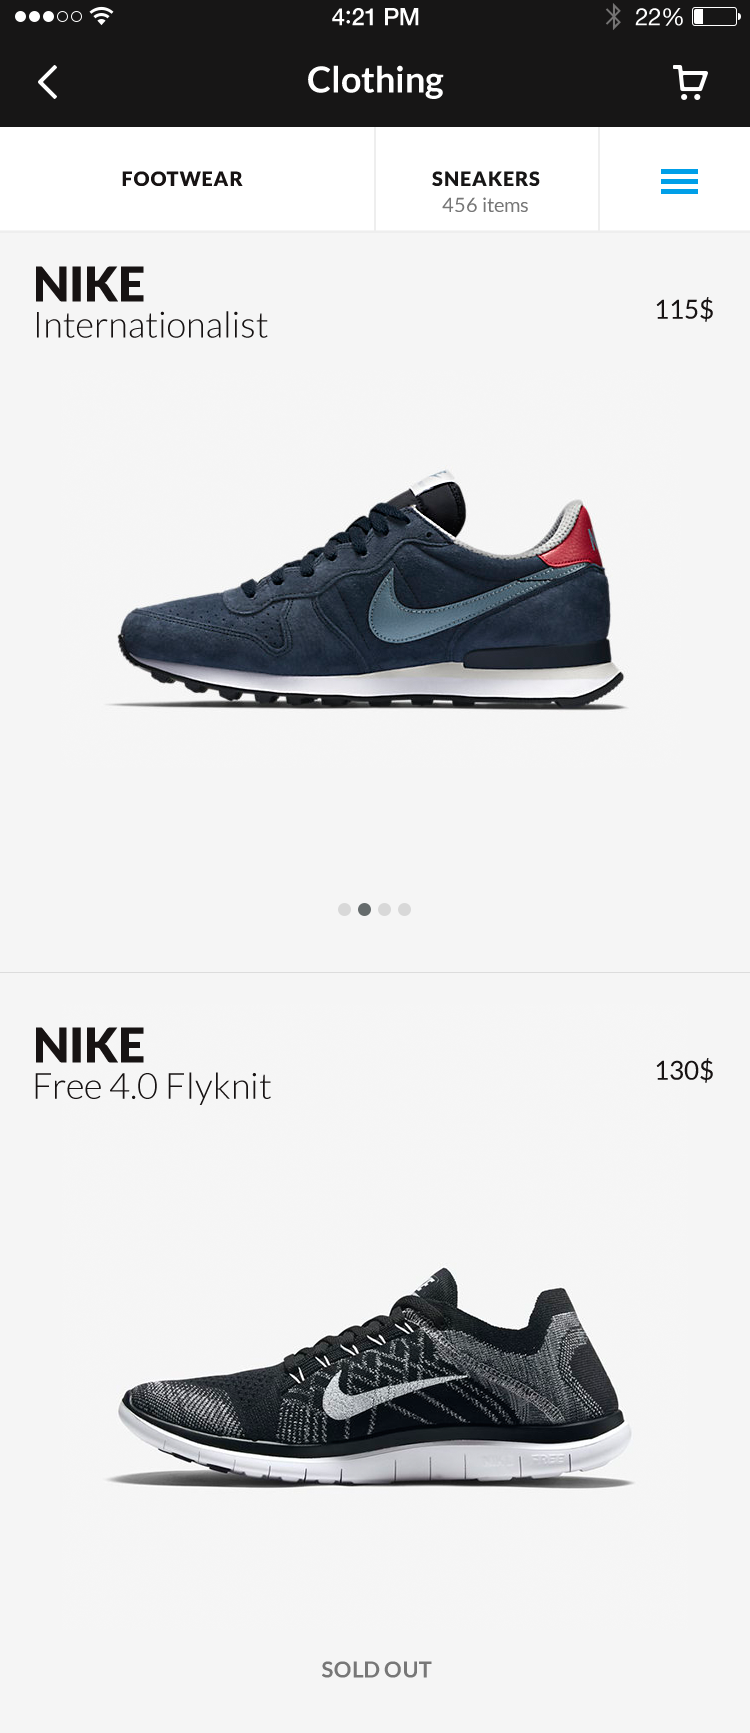 4:21 PM
22%
Clothing
FOOTWEAR
SNEAKERS
456 items
NIKE
Internationalist
115$
NIKE
Free 4.0 Flyknit
130$
FREE
SOLD OUT